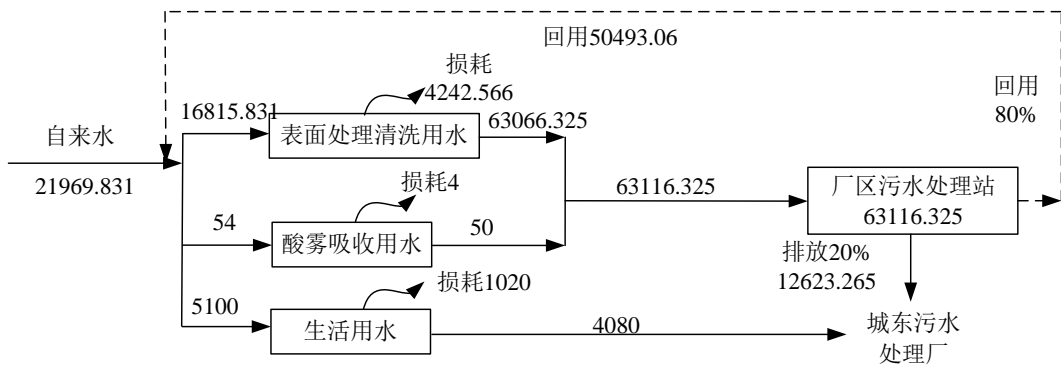 回用50493.06
损耗
4242.566
回用
80%
16815.831
表面处理清洗用水
63066.325
自来水
21969.831
损耗4
63116.325
厂区污水处理站
63116.325
54
酸雾吸收用水
50
排放20%
12623.265
损耗1020
5100
生活用水
4080
城东污水
处理厂